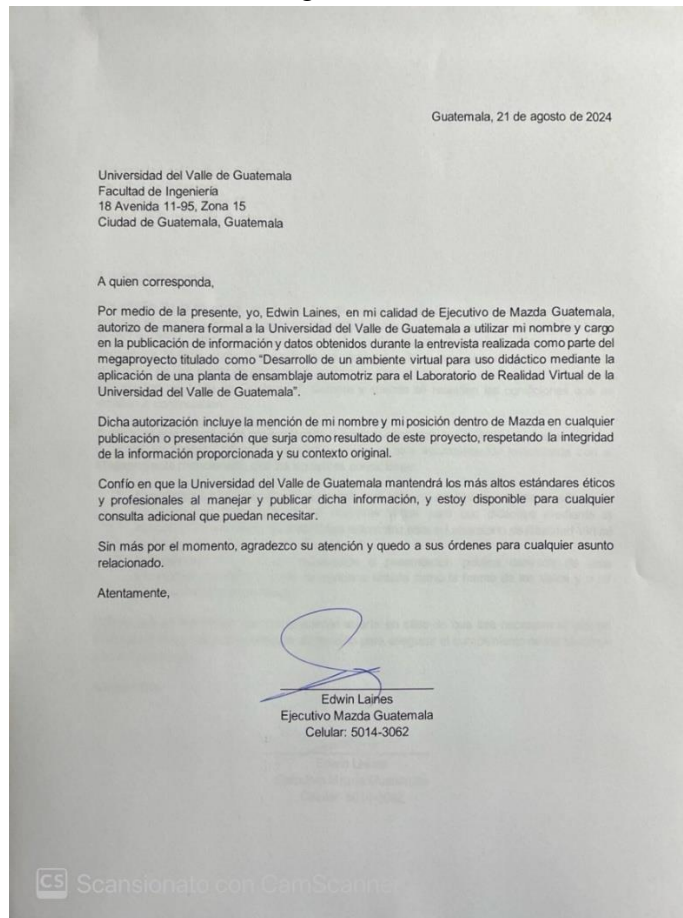 Guatemala, 21 de agosto de 2024
Universidad del Valle de Guatemala
Facultad de Ingeniería
18 Avenida 11-95, Zona 15
Ciudad de Guatemala, Guatemala
A quien corresponda,
Por medio de la presente, yo, Edwin Laines, en mi calidad de Ejecutivo de Mazda Guatemala,
autorizo de manera formal a la Universidad del Valle de Guatemala a utilizar mi nombre y cargo
en la publicación de información y datos obtenidos durante la entrevista realizada como parte del
megaproyecto titulado como “Desarrollo de un ambiente virtual para uso didáctico mediante la
aplicación de una planta de ensamblaje automotriz para el Laboratorio de Realidad Virtual de la
Universidad del Valle de Guatemala”.
Dicha autorización incluye la mención de mi nombre y mi posición dentro de Mazda en cualquier
publicación o presentación que surja como resultado de este proyecto, respetando la integridad
de la información proporcionada y su contexto original.
Confío en que la Universidad del Valle de Guatemala mantendrá los más altos estándares éticos
y profesionales al manejar y publicar dicha información, y estoy disponible para cualquier
consulta adicional que puedan necesitar.
Sin más por el momento, agradezco su atención y quedo a sus órdenes para cualquier asunto
relacionado.
Atentamente,
Edwin Laines
Ejecutivo Mazda Guatemala
Celular: 5014-3062
CS Scansionato con CamScanner